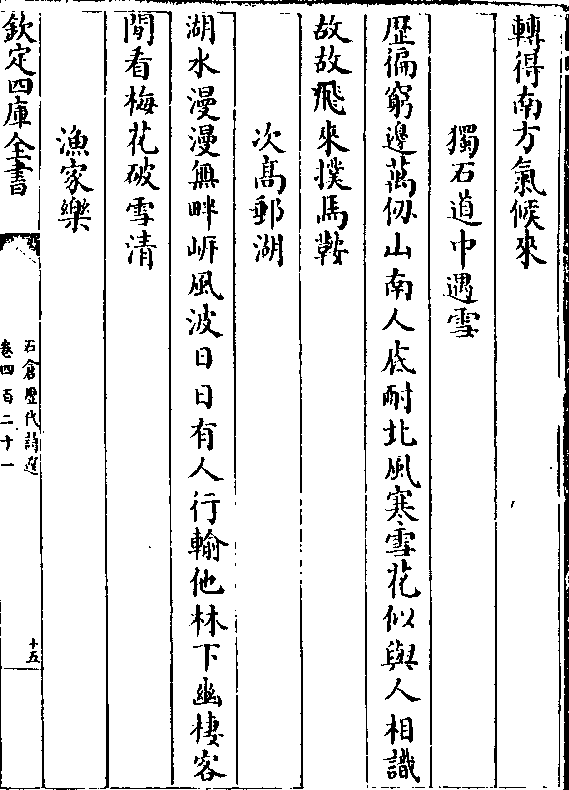 轉得南方氣候來
獨石道中遇雪
歴徧窮邊萬仭山南人底耐北風寒雪花似與人相識
故故飛來撲馬鞍
次髙郵湖
湖水漫漫無畔㟁風波日日有人行輸他林下幽棲客
閒看梅花破雪清
漁家樂
欽定四庫全書
石倉歴代詩選
卷四百二十一
十五